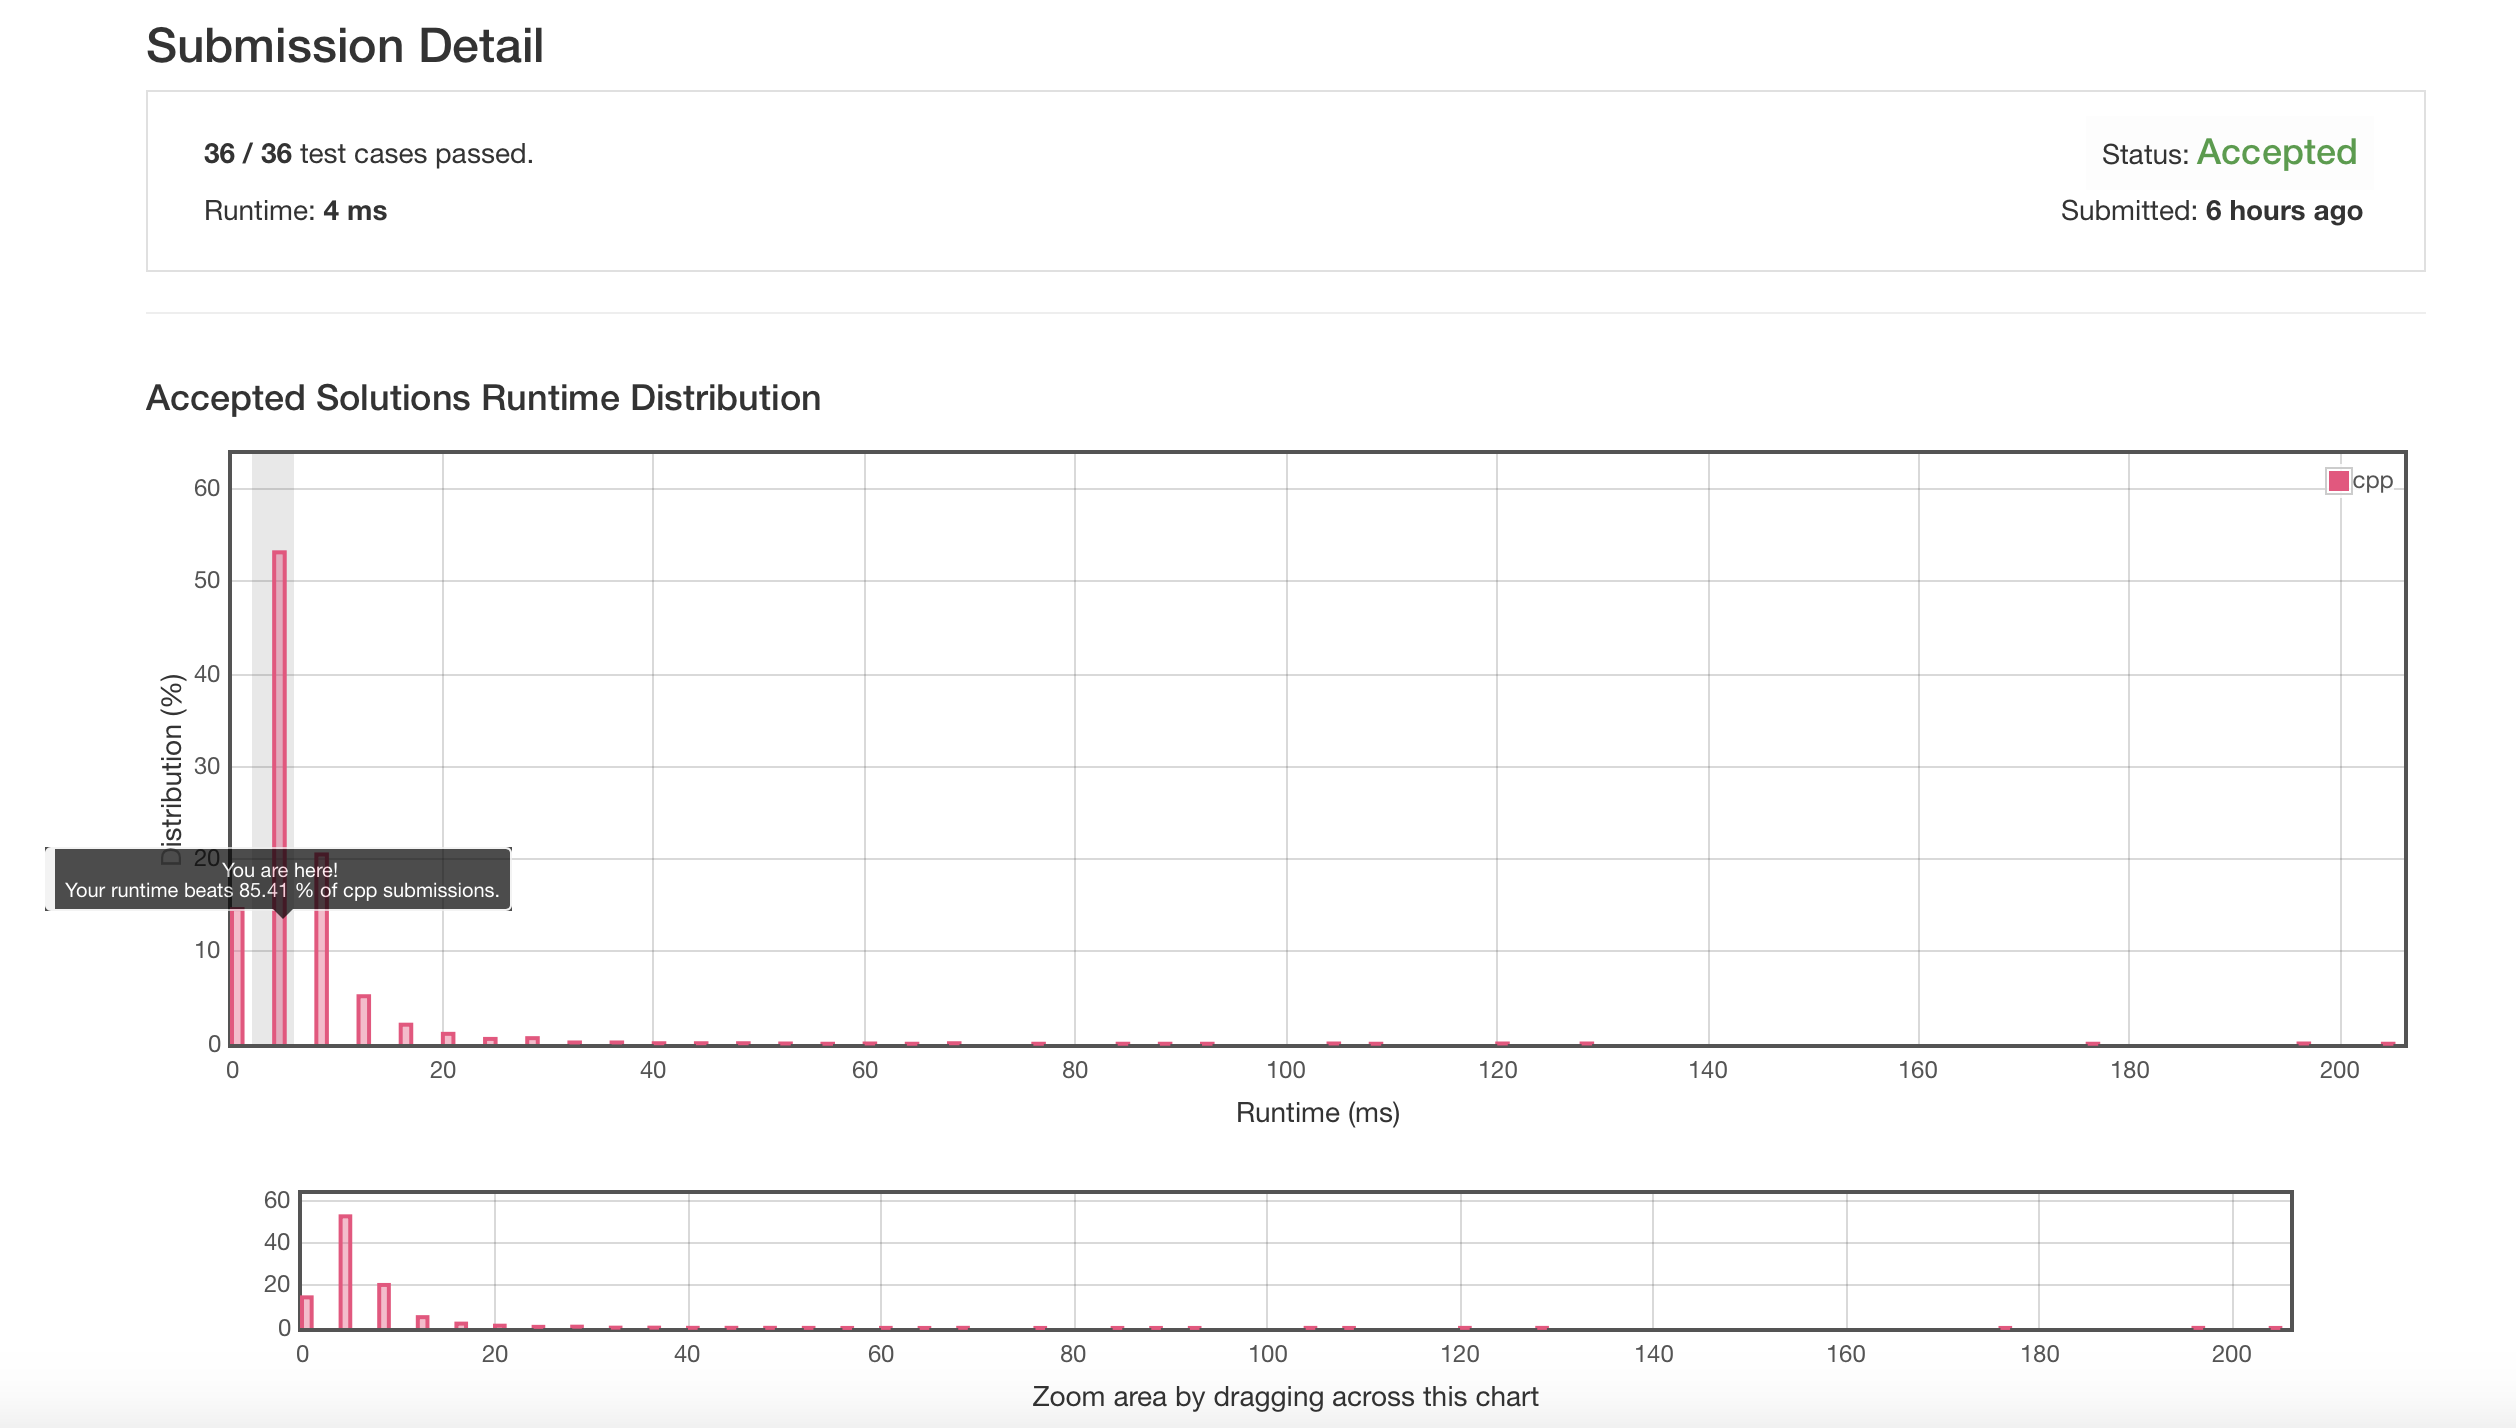 Submission Detail
36 / 36 test cases passed.
Status: Accepted
Runtime: 4 ms
Submitted: 6 hours ago
Accepted Solutions Runtime Distribution
cpp
60
50
40
30
20
10
0
Distribution (%)
You are here!
Your runtime beats 85.41 % of cpp submissions.
0 20 40 60 80 100 120 140 160 180 200
Runtime (ms)
60
40
20
0
0 20 40 60 80 100 120 140 160 180 200
Zoom area by dragging across this chart